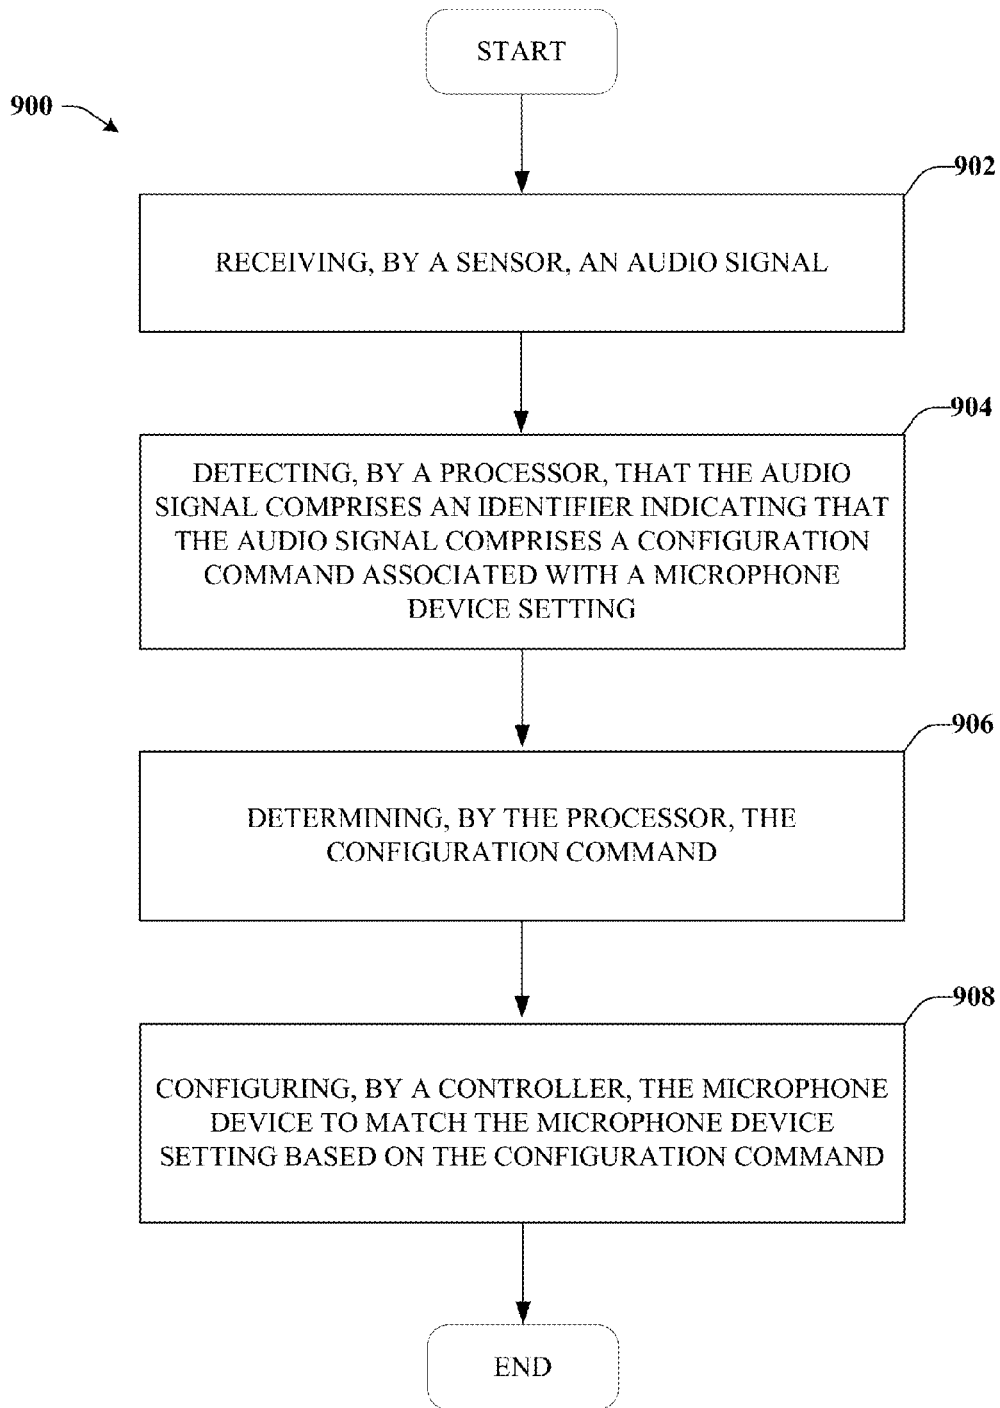 START
900
902
RECEIVING, BY A SENSOR, AN AUDIO SIGNAL
904
DETECTING, BY A PROCESSOR, THAT THE AUDIO
SIGNAL COMPRISES AN IDENTIFIER INDICATING THAT
THE AUDIO SIGNAL COMPRISES A CONFIGURATION
COMMAND ASSOCIATED WITH A MICROPHONE
DEVICE SETTING
906
DETERMINING, BY THE PROCESSOR, THE
CONFIGURATION COMMAND
908
CONFIGURING, BY A CONTROLLER, THE MICROPHONE
DEVICE TO MATCH THE MICROPHONE DEVICE
SETTING BASED ON THE CONFIGURATION COMMAND
END